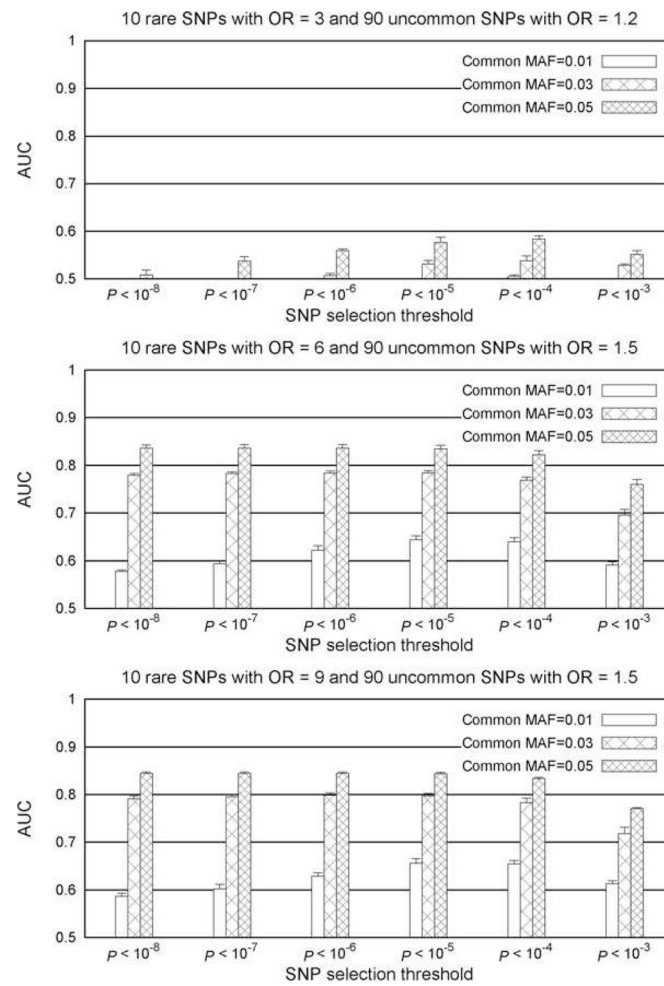 10 rare SNPs with OR = 3 and 90 uncommon SNPs with OR = 1.2
1
0.9
0.8
0.7
0.6
0.5
AUC
Common MAF=0.01
Common MAF=0.03
Common MAF=0.05
P < 10⁻⁸ P < 10⁻⁷ P < 10⁻⁶ P < 10⁻⁵ P < 10⁻⁴ P < 10⁻³
SNP selection threshold
10 rare SNPs with OR = 6 and 90 uncommon SNPs with OR = 1.5
1
0.9
0.8
0.7
0.6
0.5
AUC
Common MAF=0.01
Common MAF=0.03
Common MAF=0.05
P < 10⁻⁸ P < 10⁻⁷ P < 10⁻⁶ P < 10⁻⁵ P < 10⁻⁴ P < 10⁻³
SNP selection threshold
10 rare SNPs with OR = 9 and 90 uncommon SNPs with OR = 1.5
1
0.9
0.8
0.7
0.6
0.5
AUC
Common MAF=0.01
Common MAF=0.03
Common MAF=0.05
P < 10⁻⁸ P < 10⁻⁷ P < 10⁻⁶ P < 10⁻⁵ P < 10⁻⁴ P < 10⁻³
SNP selection threshold